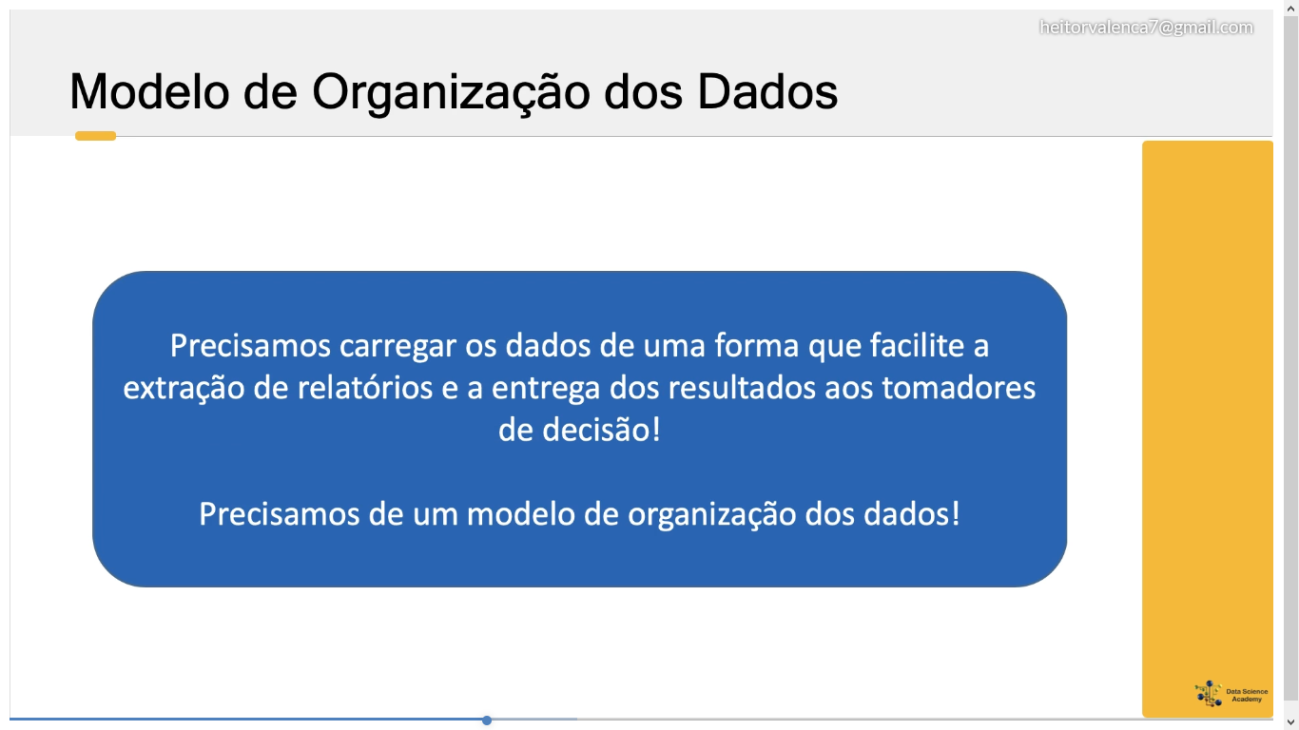 heitorvalenca7@gmail.com
Modelo de Organização dos Dados
Precisamos carregar os dados de uma forma que facilite a
extração de relatórios e a entrega dos resultados aos tomadores
de decisão!
Precisamos de um modelo de organização dos dados!
Data Science
Academy